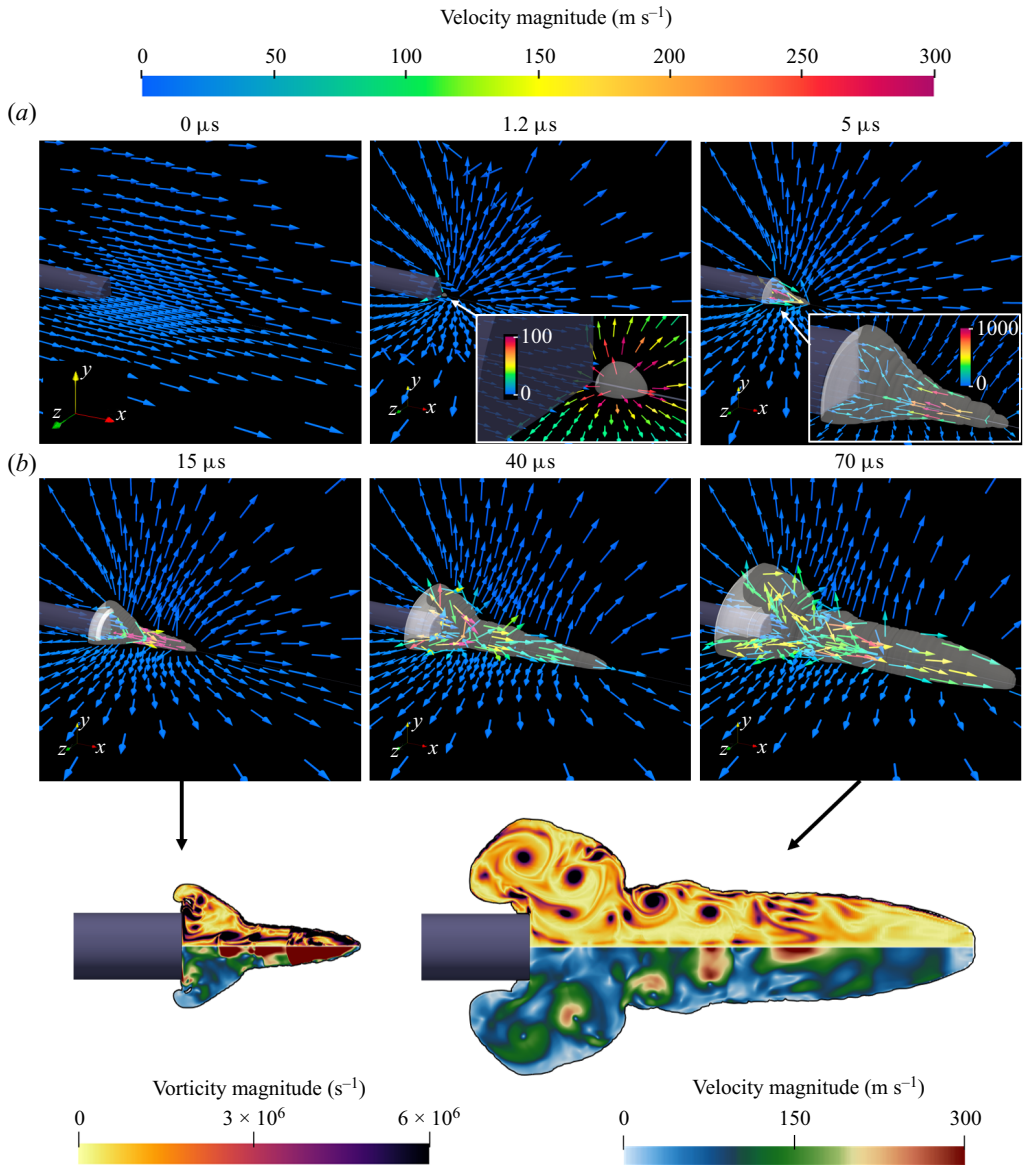 Velocity magnitude (m s⁻¹)
0 50 100 150 200 250 300
(a)
0 μs 1.2 μs 5 μs
100
0
1000
0
y
z x
y
z x
y
z x
(b)
15 μs 40 μs 70 μs
y
z x
y
z x
y
z x
Vorticity magnitude (s⁻¹)
0 3 × 10⁶ 6 × 10⁶
Velocity magnitude (m s⁻¹)
0 150 300